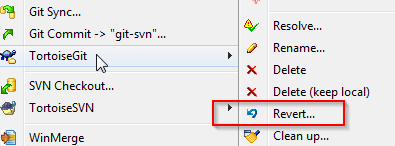 Git Sync...
Git Commit -> "git-svn"...
TortoiseGit
SVN Checkout...
TortoiseSVN
WinMerge
Resolve...
Rename...
Delete
Delete (keep local)
Revert...
Clean up...